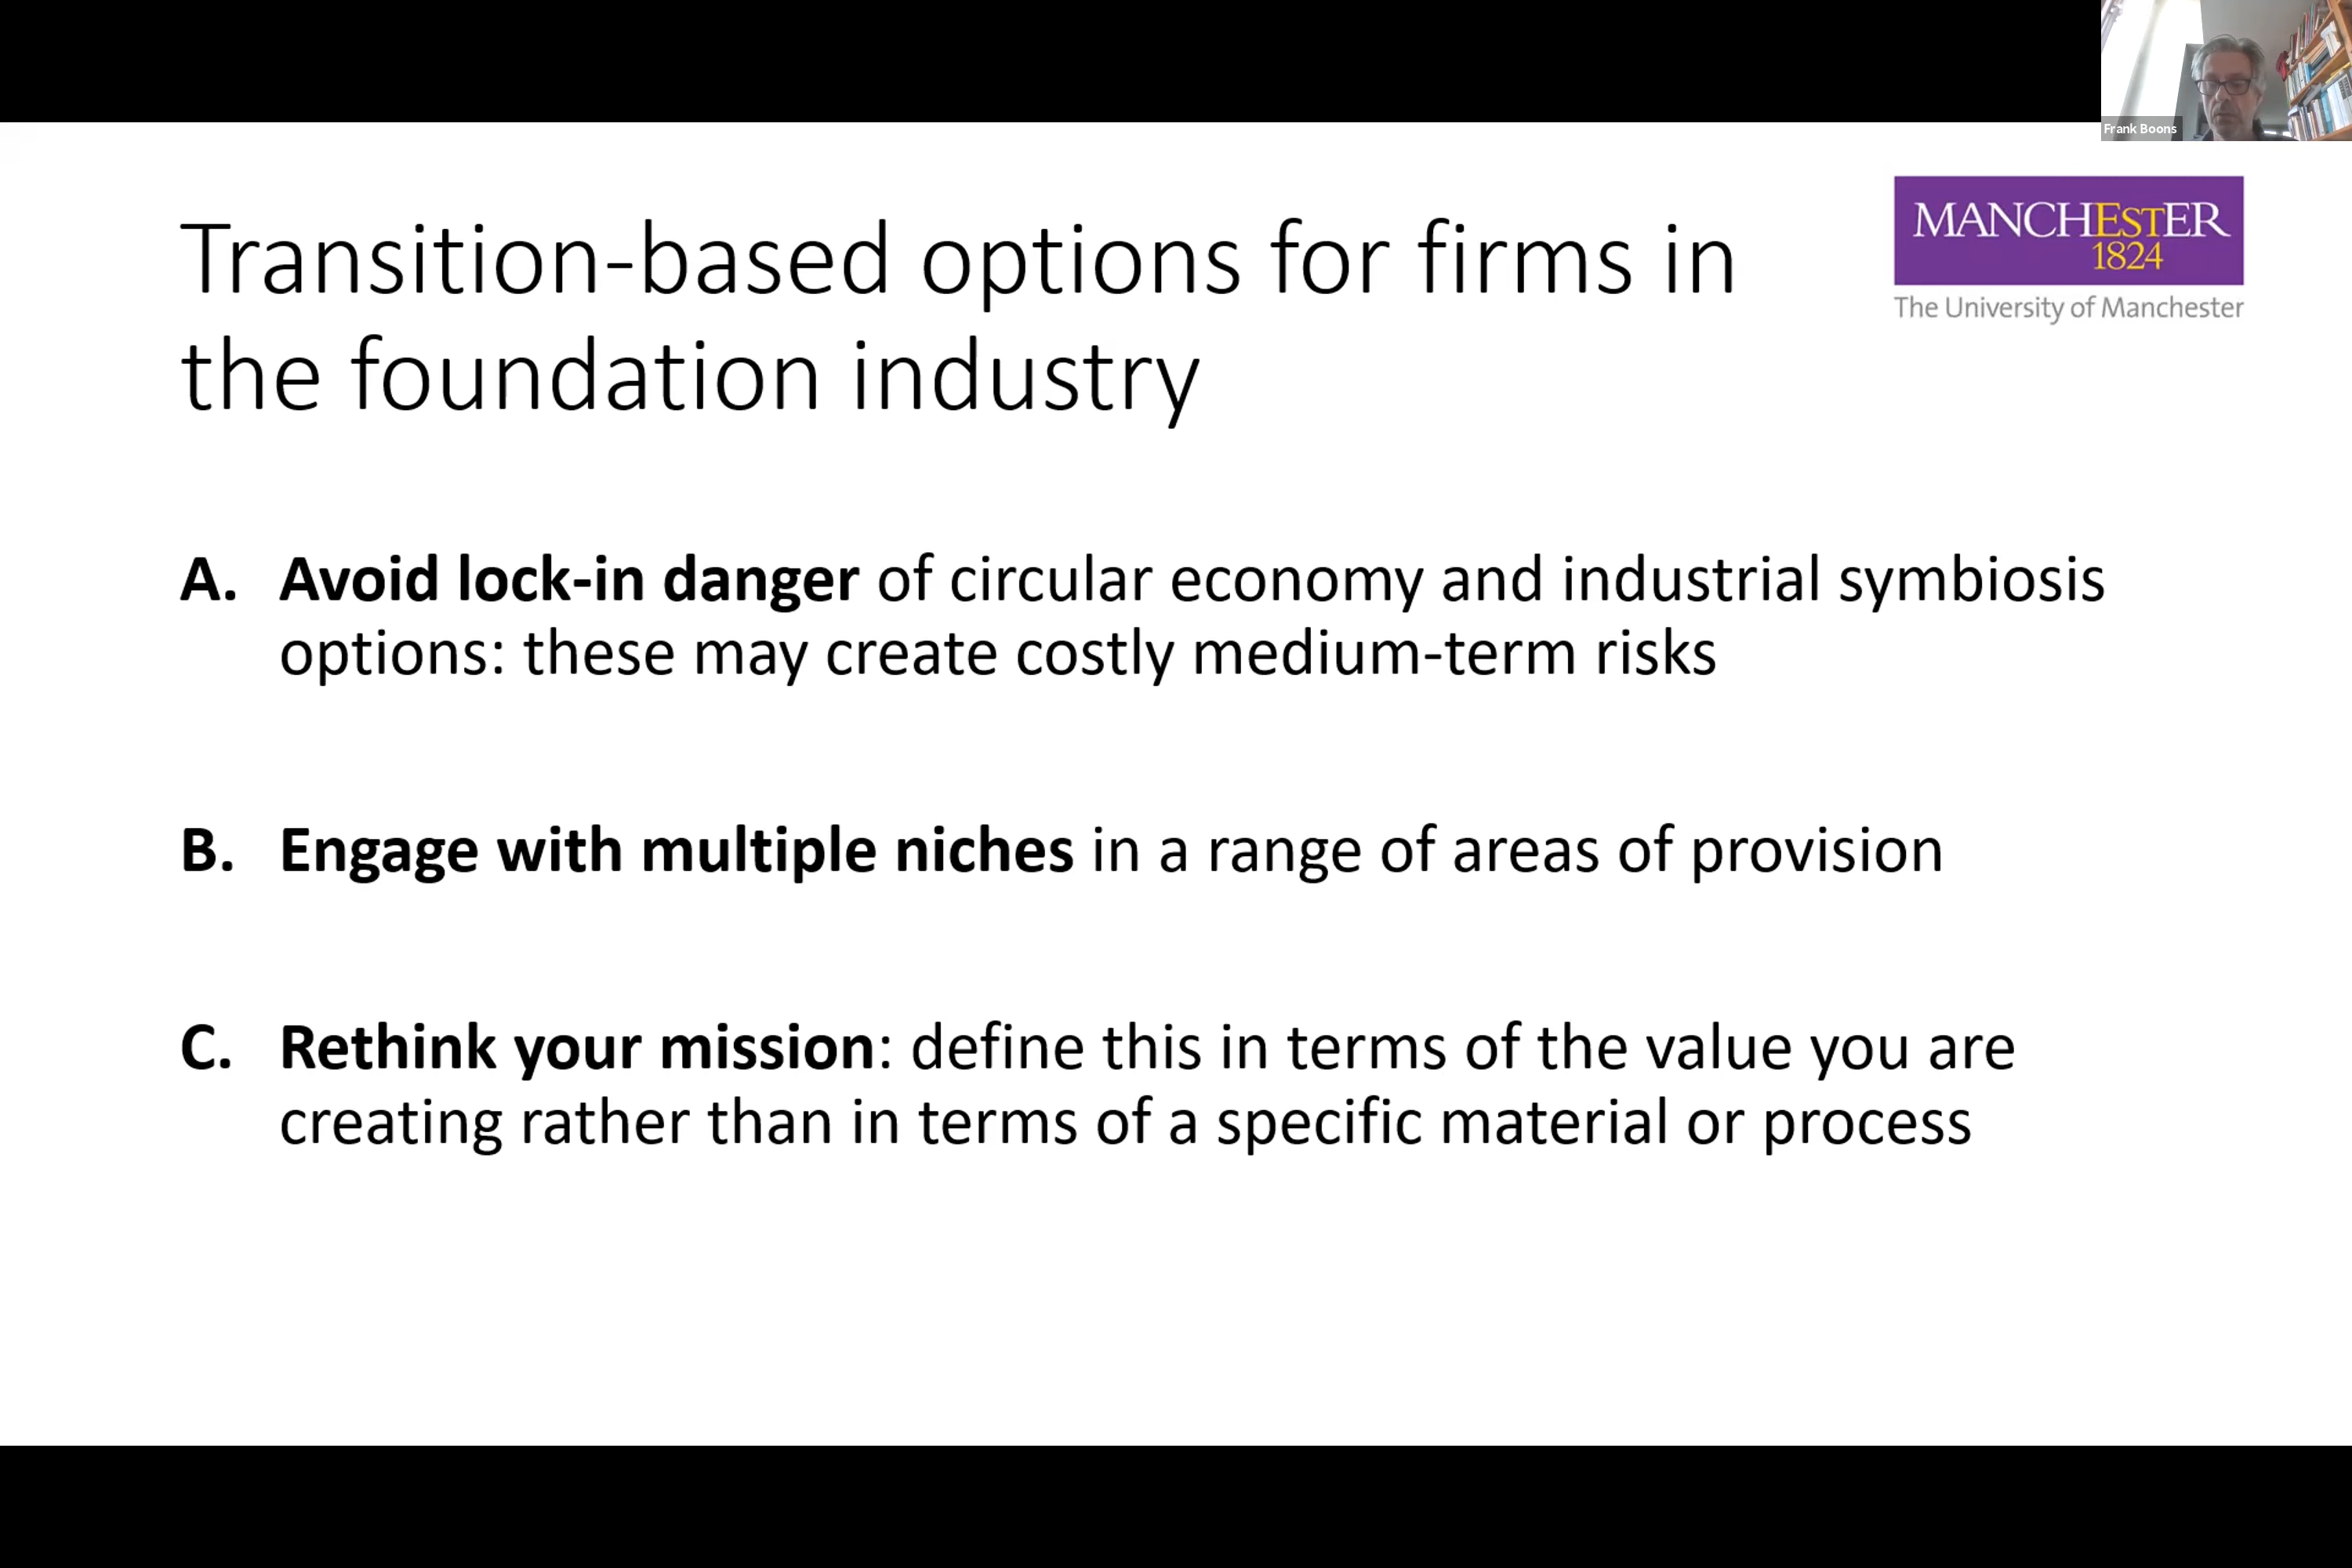 Frank Boons
MANCHESTER
1824
The University of Manchester
Transition-based options for firms in
the foundation industry
A. Avoid lock-in danger of circular economy and industrial symbiosis
options: these may create costly medium-term risks
B. Engage with multiple niches in a range of areas of provision
C. Rethink your mission: define this in terms of the value you are
creating rather than in terms of a specific material or process